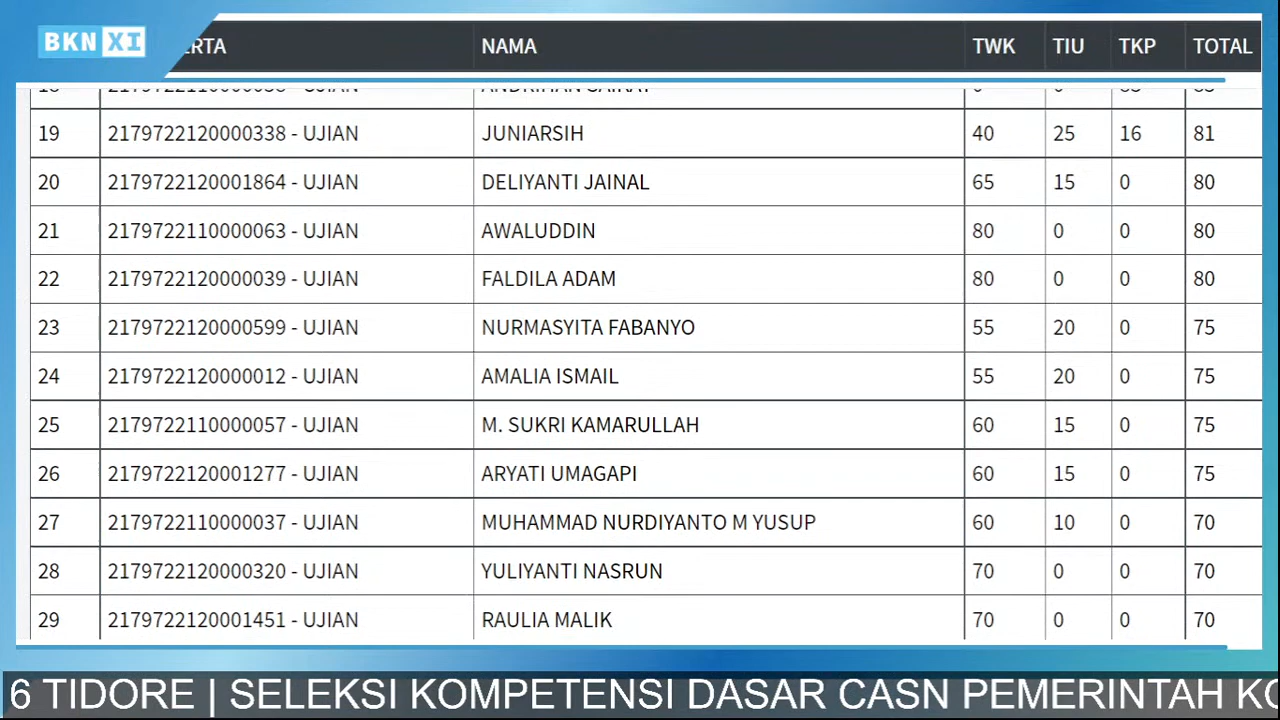 BKN XI
ERTA NAMA TWK TIU TKP TOTAL
19 2179722120000338 - UJIAN JUNIARSIH 40 25 16 81
20 2179722120001864 - UJIAN DELIYANTI JAINAL 65 15 0 80
21 2179722110000063 - UJIAN AWALUDDIN 80 0 0 80
22 2179722120000039 - UJIAN FALDILA ADAM 80 0 0 80
23 2179722120000599 - UJIAN NURMASYITA FABANYO 55 20 0 75
24 2179722120000012 - UJIAN AMALIA ISMAIL 55 20 0 75
25 2179722110000057 - UJIAN M. SUKRI KAMARULLAH 60 15 0 75
26 2179722120001277 - UJIAN ARYATI UMAGAPI 60 15 0 75
27 2179722110000037 - UJIAN MUHAMMAD NURDIYANTO M YUSUP 60 10 0 70
28 2179722120000320 - UJIAN YULIYANTI NASRUN 70 0 0 70
29 2179722120001451 - UJIAN RAULIA MALIK 70 0 0 70
6 TIDORE | SELEKSI KOMPETENSI DASAR CASN PEMERINTAH KO